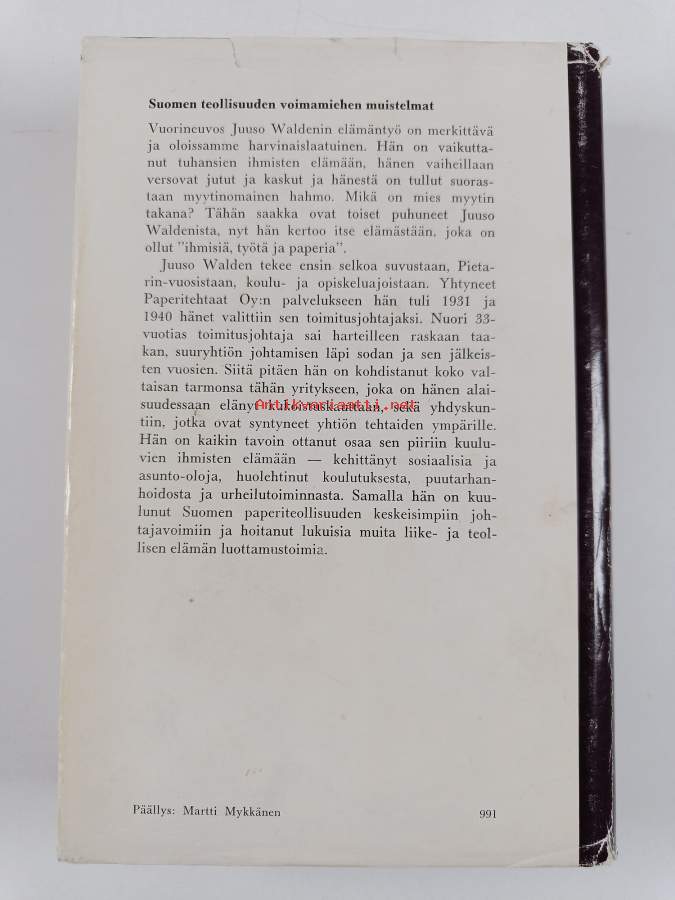 Suomen teollisuuden voimamiehen muistelmat
Vuorineuvos Juuso Waldenin elämäntyö on merkittävä
ja oloissamme harvinaislaatuinen. Hän on vaikutta-
nut tuhansien ihmisten elämään, hänen vaiheillaan
versovat jutut ja kaskut ja hänestä on tullut suoras-
taan myytinomainen hahmo. Mikä on mies myytin
takana? Tähän saakka ovat toiset puhuneet Juuso
Waldenista, nyt hän kertoo itse elämästään, joka on
ollut "ihmisiä, työtä ja paperia".
Juuso Walden tekee ensin selkoa suvustaan, Pieta-
rin-vuosistaan, koulu- ja opiskeluajoistaan. Yhtyneet
Paperitehtaat Oy:n palvelukseen hän tuli 1931 ja
1940 hänet valittiin sen toimitusjohtajaksi. Nuori 33-
vuotias toimitusjohtaja sai harteilleen raskaan taa-
kan, suuryhtiön johtamisen läpi sodan ja sen jälkeis-
ten vuosien. Siitä pitäen hän on kohdistanut koko val-
taisan tarmonsa tähän yritykseen, joka on hänen alai-
suudessaan elänyt kukoistuskauttaan, sekä yhdyskun-
Antikvariaatti.net
tiin, jotka ovat syntyneet yhtiön tehtaiden ympärille.
Hän on kaikin tavoin ottanut osaa sen piiriin kuulu-
vien ihmisten elämään — kehittänyt sosiaalisia ja
asunto-oloja, huolehtinut koulutuksesta, puutarhan-
hoidosta ja urheilutoiminnasta. Samalla hän on kuu-
lunut Suomen paperiteollisuuden keskeisimpiin joh-
tajavoimiin ja hoitanut lukuisia muita liike- ja teol-
lisen elämän luottamustoimia.
Päällys: Martti Mykkänen 991